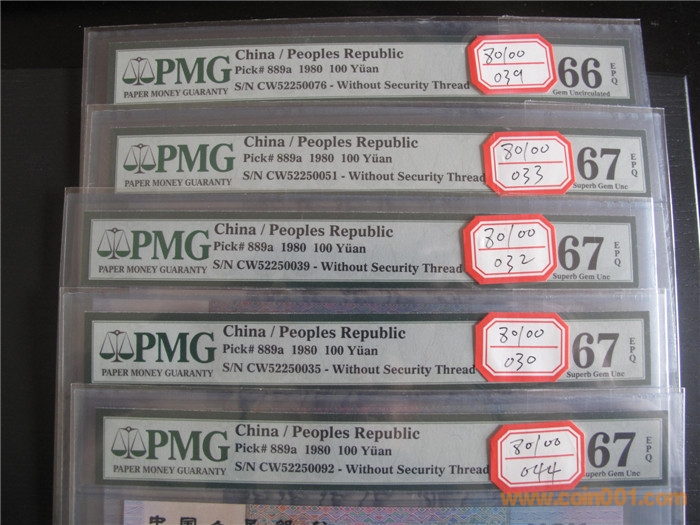 PMG
PAPER MONEY GUARANTY
China / Peoples Republic
Pick# 889a 1980 100 Yüan
S/N CW52250076 - Without Security Thread
80/00
039
66 EPQ
Gem Uncirculated
PMG
PAPER MONEY GUARANTY
China / Peoples Republic
Pick# 889a 1980 100 Yüan
S/N CW52250051 - Without Security Thread
80/00
033
67 EPQ
Superb Gem Unc
PMG
PAPER MONEY GUARANTY
China / Peoples Republic
Pick# 889a 1980 100 Yüan
S/N CW52250039 - Without Security Thread
80/00
032
67 EPQ
Superb Gem Unc
PMG
PAPER MONEY GUARANTY
China / Peoples Republic
Pick# 889a 1980 100 Yüan
S/N CW52250035 - Without Security Thread
80/00
030
67 EPQ
Superb Gem Unc
PMG
PAPER MONEY GUARANTY
China / Peoples Republic
Pick# 889a 1980 100 Yüan
S/N CW52250092 - Without Security Thread
80/00
044
67 EPQ
Superb Gem Unc
www.coin001.com